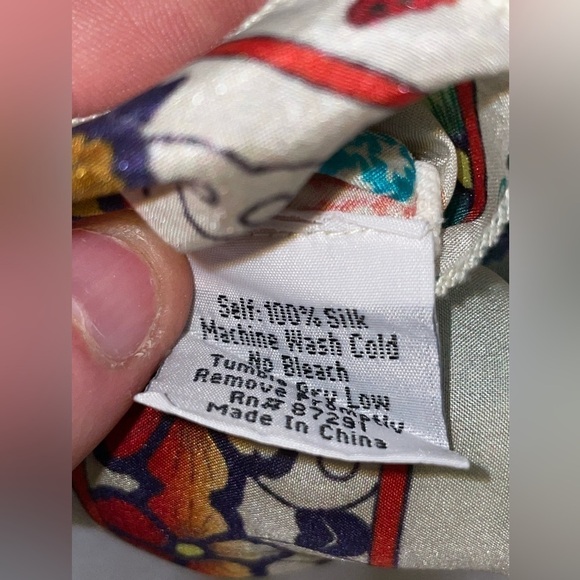 Self: 100% Silk
Machine Wash Cold
No Bleach
Tumble Dry Low
Remove
Rn# 87291
Made In China